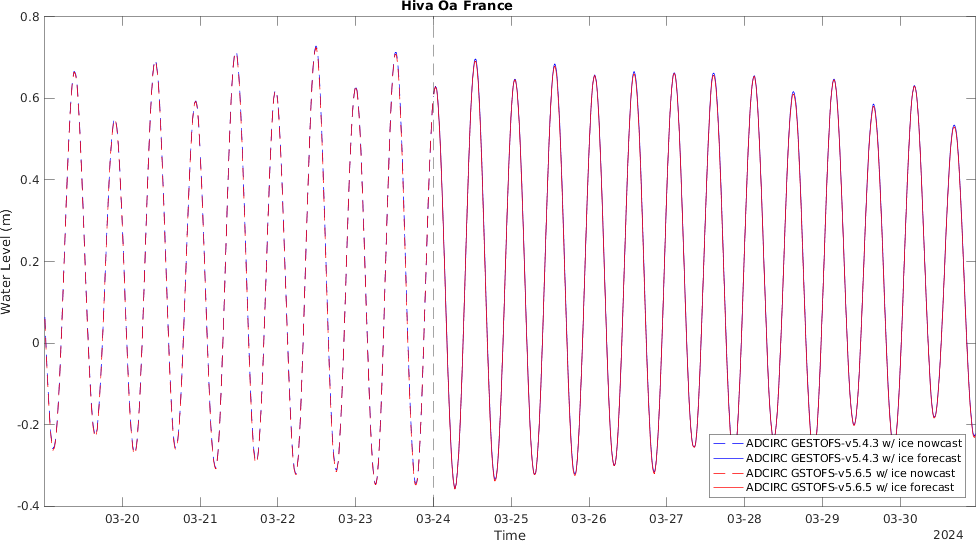 Hiva Oa France
0.8
0.6
0.4
0.2
0
-0.2
-0.4
Water Level (m)
ADCIRC GESTOFS-v5.4.3 w/ ice nowcast
ADCIRC GESTOFS-v5.4.3 w/ ice forecast
ADCIRC GSTOFS-v5.6.5 w/ ice nowcast
ADCIRC GSTOFS-v5.6.5 w/ ice forecast
03-20 03-21 03-22 03-23 03-24 03-25 03-26 03-27 03-28 03-29 03-30
Time
2024